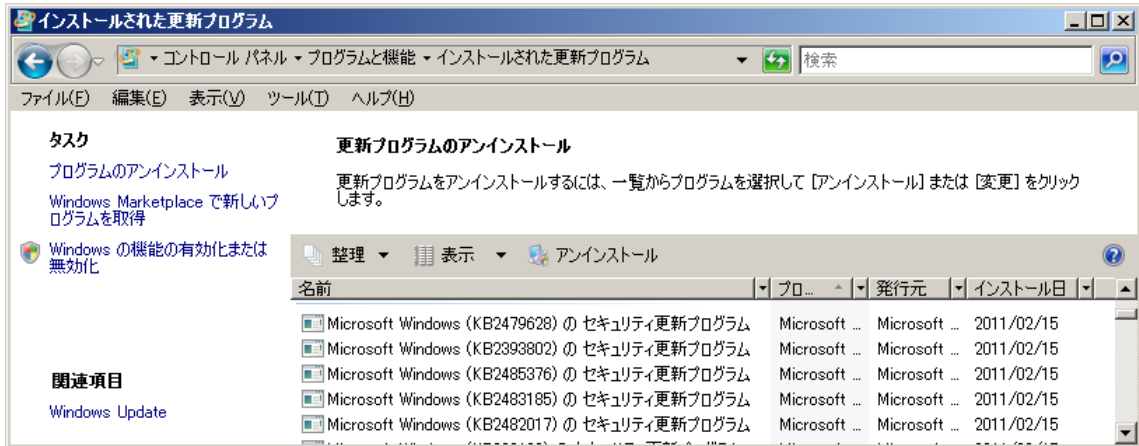 インストールされた更新プログラム
コントロール パネル プログラムと機能 インストールされた更新プログラム 検索
ファイル(F) 編集(E) 表示(V) ツール(T) ヘルプ(H)
タスク
プログラムのアンインストール
Windows Marketplace で新しいプ
ログラムを取得
Windows の機能の有効化または
無効化
関連項目
Windows Update
更新プログラムのアンインストール
更新プログラムをアンインストールするには、一覧からプログラムを選択して [アンインストール] または [変更] をクリック
します。
整理 表示 アンインストール
名前 プロ... 発行元 インストール日
Microsoft Windows (KB2479628) の セキュリティ更新プログラム Microsoft ... Microsoft ... 2011/02/15
Microsoft Windows (KB2393802) の セキュリティ更新プログラム Microsoft ... Microsoft ... 2011/02/15
Microsoft Windows (KB2485376) の セキュリティ更新プログラム Microsoft ... Microsoft ... 2011/02/15
Microsoft Windows (KB2483185) の セキュリティ更新プログラム Microsoft ... Microsoft ... 2011/02/15
Microsoft Windows (KB2482017) の セキュリティ更新プログラム Microsoft ... Microsoft ... 2011/02/15